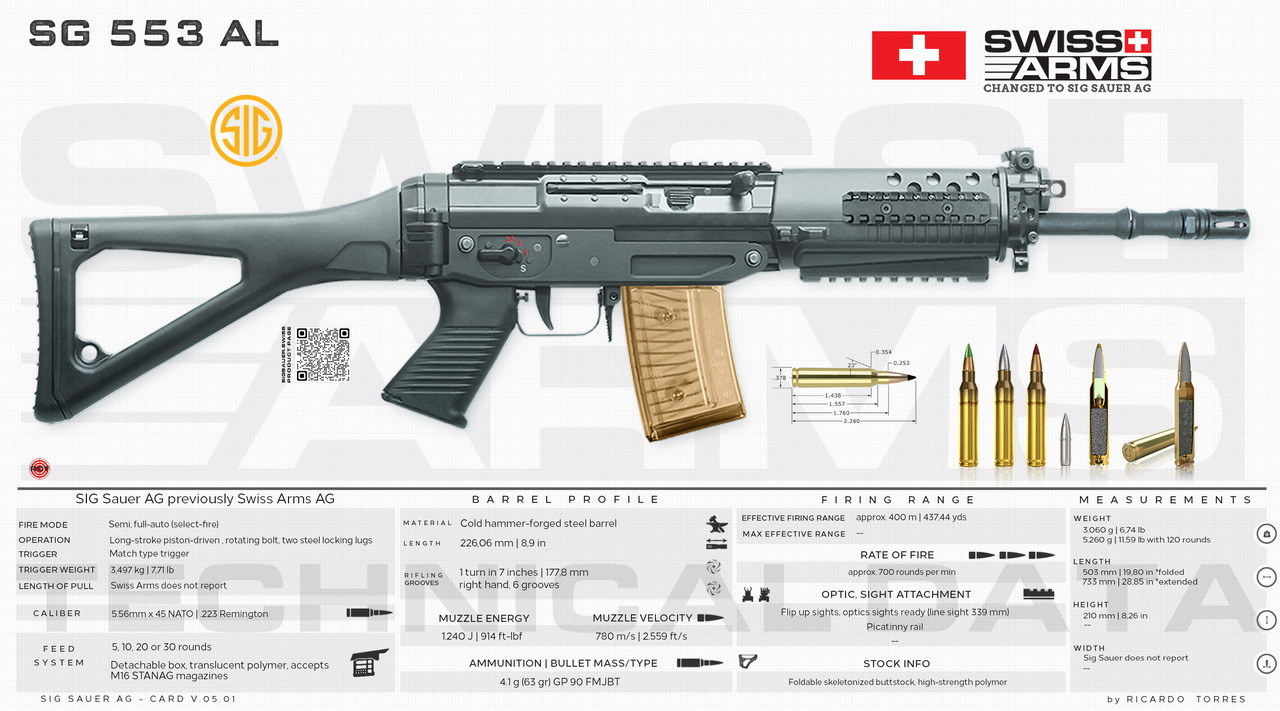 SG 553 AL
SWISS
ARMS
CHANGED TO SIG SAUER AG
SIG
SWISS
ARMS
S
SIGSAUER.SWISS
PRODUCT PAGE
.378
23°
0.354
0.253
1.438
1.557
1.760
2.260
SIG Sauer AG previously Swiss Arms AG
FIRE MODE Semi, full-auto (select-fire)
OPERATION Long-stroke piston-driven , rotating bolt, two steel locking lugs
TRIGGER Match type trigger
TRIGGER WEIGHT 3,497 kg | 7,71 lb
LENGTH OF PULL Swiss Arms does not report
CALIBER 5.56mm x 45 NATO | .223 Remington
FEED SYSTEM
5, 10, 20 or 30 rounds
Detachable box, translucent polymer, accepts
M16 STANAG magazines
BARREL PROFILE
MATERIAL Cold hammer-forged steel barrel
LENGTH 226,06 mm | 8,9 in
RIFLING GROOVES
1 turn in 7 inches | 177,8 mm
right hand, 6 grooves
MUZZLE ENERGY
1.240 J | 914 ft-lbf
MUZZLE VELOCITY
780 m/s | 2.559 ft/s
AMMUNITION | BULLET MASS/TYPE
4.1 g (63 gr) GP 90 FMJBT
FIRING RANGE
EFFECTIVE FIRING RANGE approx. 400 m | 437,44 yds
MAX EFFECTIVE RANGE --
RATE OF FIRE
approx. 700 rounds per min
OPTIC, SIGHT ATTACHMENT
Flip up sights, optics sights ready (line sight 339 mm)
Picatinny rail
--
STOCK INFO
Foldable skeletonized buttstock, high-strength polymer
MEASUREMENTS
WEIGHT
3.060 g | 6,74 lb
5.260 g | 11.59 lb with 120 rounds
LENGTH
503 mm | 19,80 in *folded
733 mm | 28,85 in *extended
HEIGHT
210 mm | 8,26 in
--
WIDTH
Sig Sauer does not report
--
TECHNICAL DATA
SIG SAUER AG - CARD V.05.01
by RICARDO TORRES